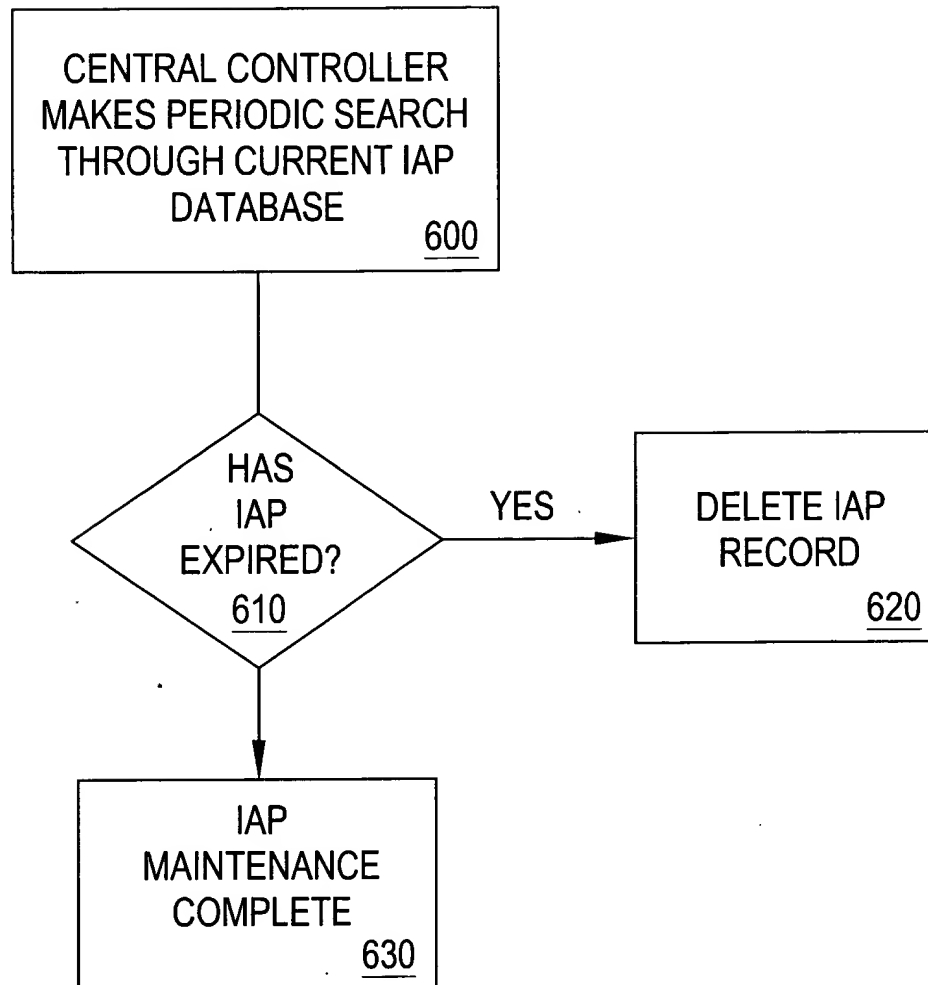 CENTRAL CONTROLLER
MAKES PERIODIC SEARCH
THROUGH CURRENT IAP
DATABASE
600
HAS
IAP
EXPIRED?
610
YES
DELETE IAP
RECORD
620
IAP
MAINTENANCE
COMPLETE
630